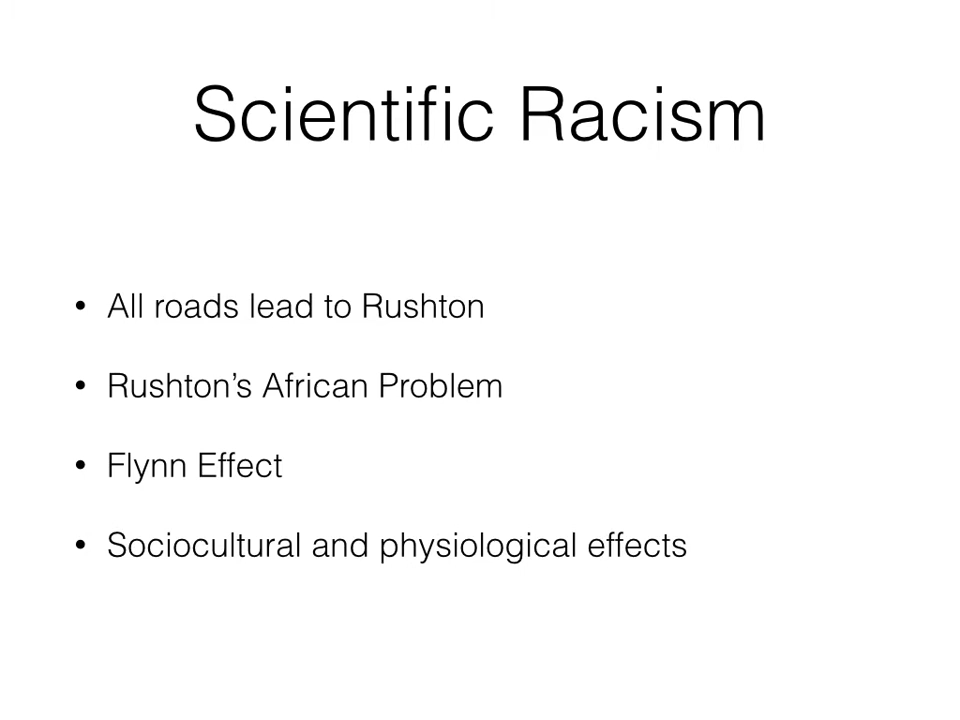 Scientific Racism
• All roads lead to Rushton
• Rushton’s African Problem
• Flynn Effect
• Sociocultural and physiological effects